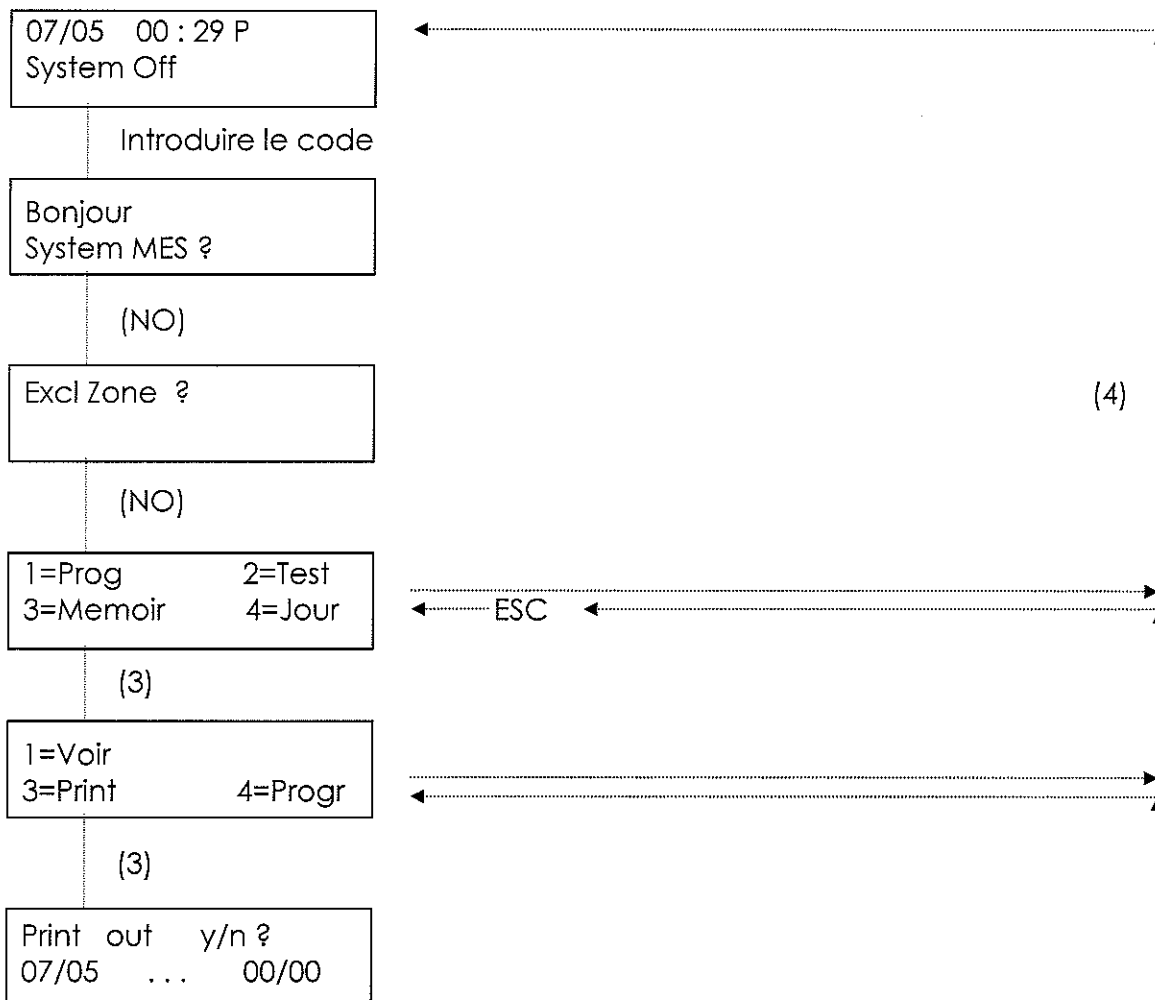 07/05 00 : 29 P
System Off
Introduire le code
Bonjour
System MES ?
(NO)
Excl Zone ?
(4)
(NO)
1=Prog 2=Test
3=Memoir 4=Jour
ESC
(3)
1=Voir
3=Print 4=Progr
(3)
Print out y/n ?
07/05 . . . 00/00